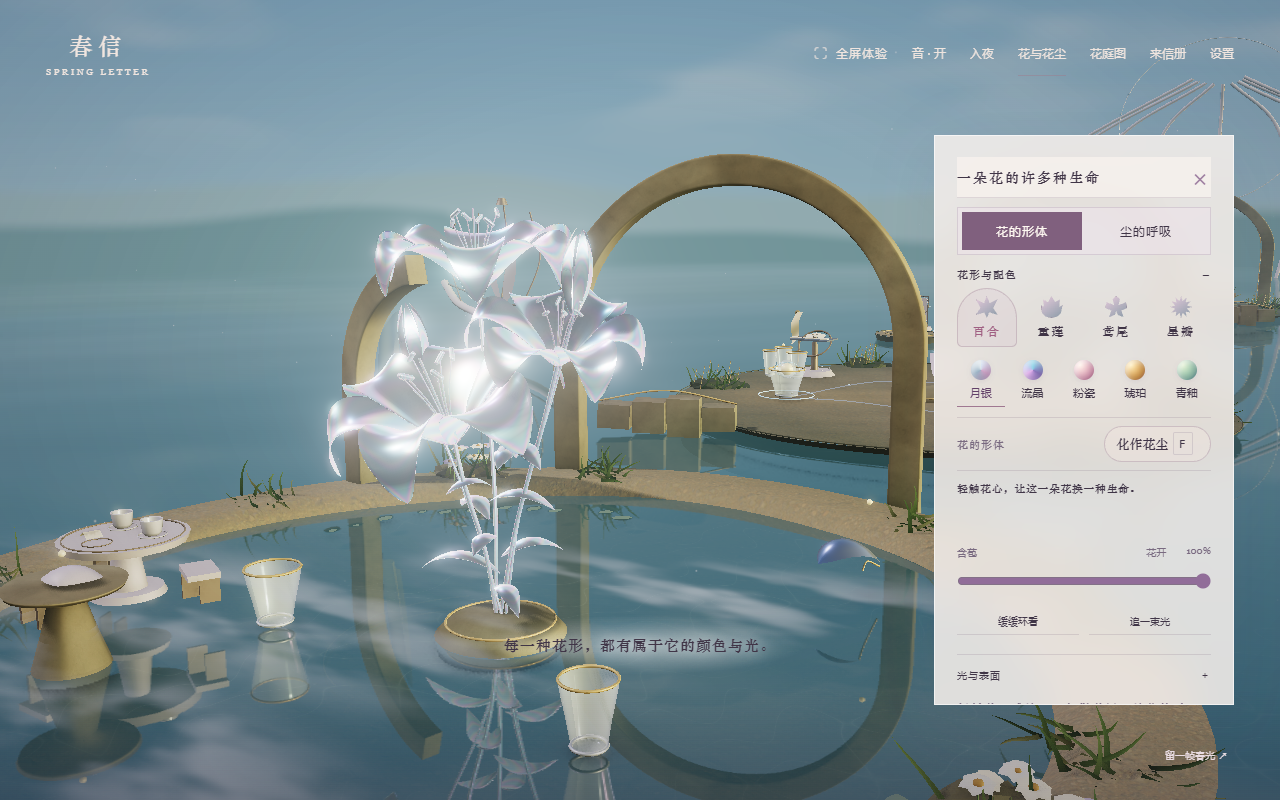 春信
SPRING LETTER
全屏体验
音·开
入夜
花与花尘
花庭图
来信册
设置
一朵花的许多种生命
花的形体
尘的呼吸
花形与配色
百合
重莲
鸢尾
星瓣
月银
流晶
粉瓷
琥珀
青釉
花的形体
化作花尘 F
轻触花心，让这一朵花换一种生命。
含苞
花开 100%
缓缓环看
追一束光
光与表面
每一种花形，都有属于它的颜色与光。
留一帧春光 ↗